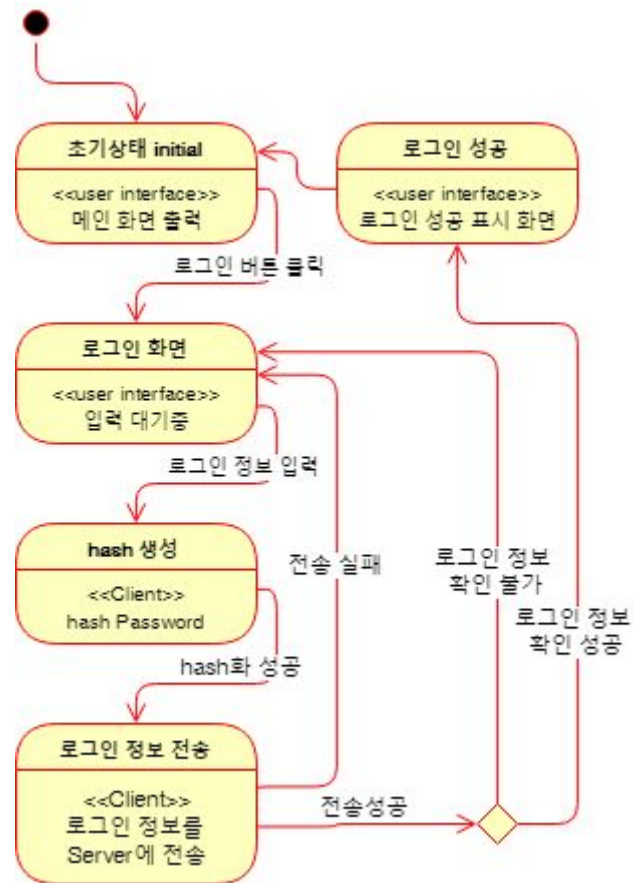 초기상태 initial
<<user interface>>
메인 화면 출력
로그인 성공
<<user interface>>
로그인 성공 표시 화면
로그인 버튼 클릭
로그인 화면
<<user interface>>
입력 대기중
로그인 정보 입력
hash 생성
<<Client>>
hash Password
전송 실패
로그인 정보
확인 불가
로그인 정보
확인 성공
hash화 성공
로그인 정보 전송
<<Client>>
로그인 정보를
Server에 전송
전송성공